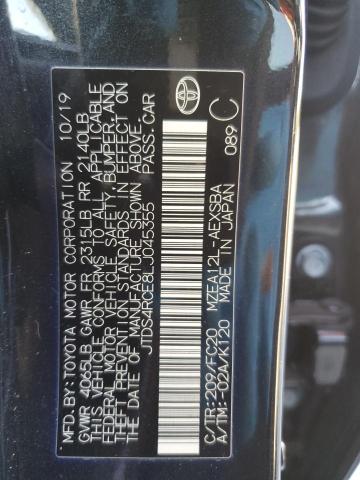 MFD.BY:TOYOTA MOTOR CORPORATION 10/19
GVWR 4065LB GAWR FR 2315LB RR 2140LB
THIS VEHICLE CONFORMS TO ALL APPLICABLE
FEDERAL MOTOR VEHICLE SAFETY, BUMPER, AND
THEFT PREVENTION STANDARDS IN EFFECT ON
THE DATE OF MANUFACTURE SHOWN ABOVE.
JTDS4RCE8LJ045355 PASS.CAR
C/TR:209/FC20 MZEA12L-AEXSBA
A/TM:-02A/K120 MADE IN JAPAN
089
C